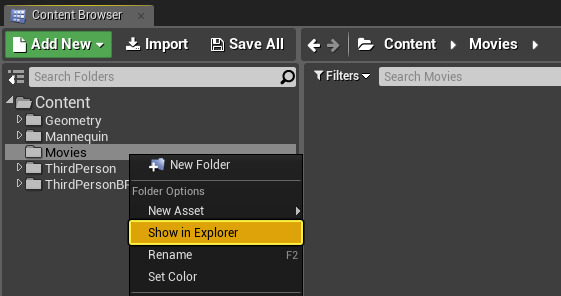 Content Browser
Add New Import Save All Content Movies
Search Folders Filters Search Movies
Content
Geometry
Mannequin
Movies
ThirdPerson
New Folder
Folder Options
New Asset
Show in Explorer
Rename F2
Set Color